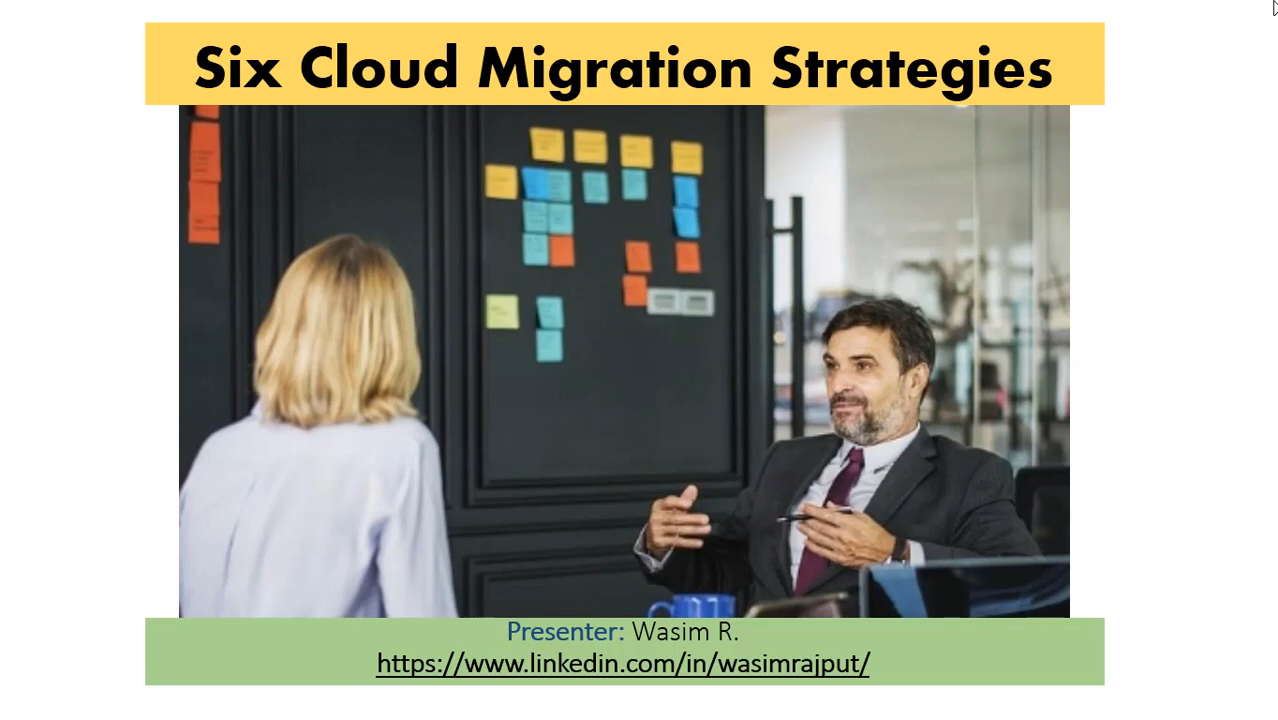 Six Cloud Migration Strategies
Presenter: Wasim R.
https://www.linkedin.com/in/wasimrajput/